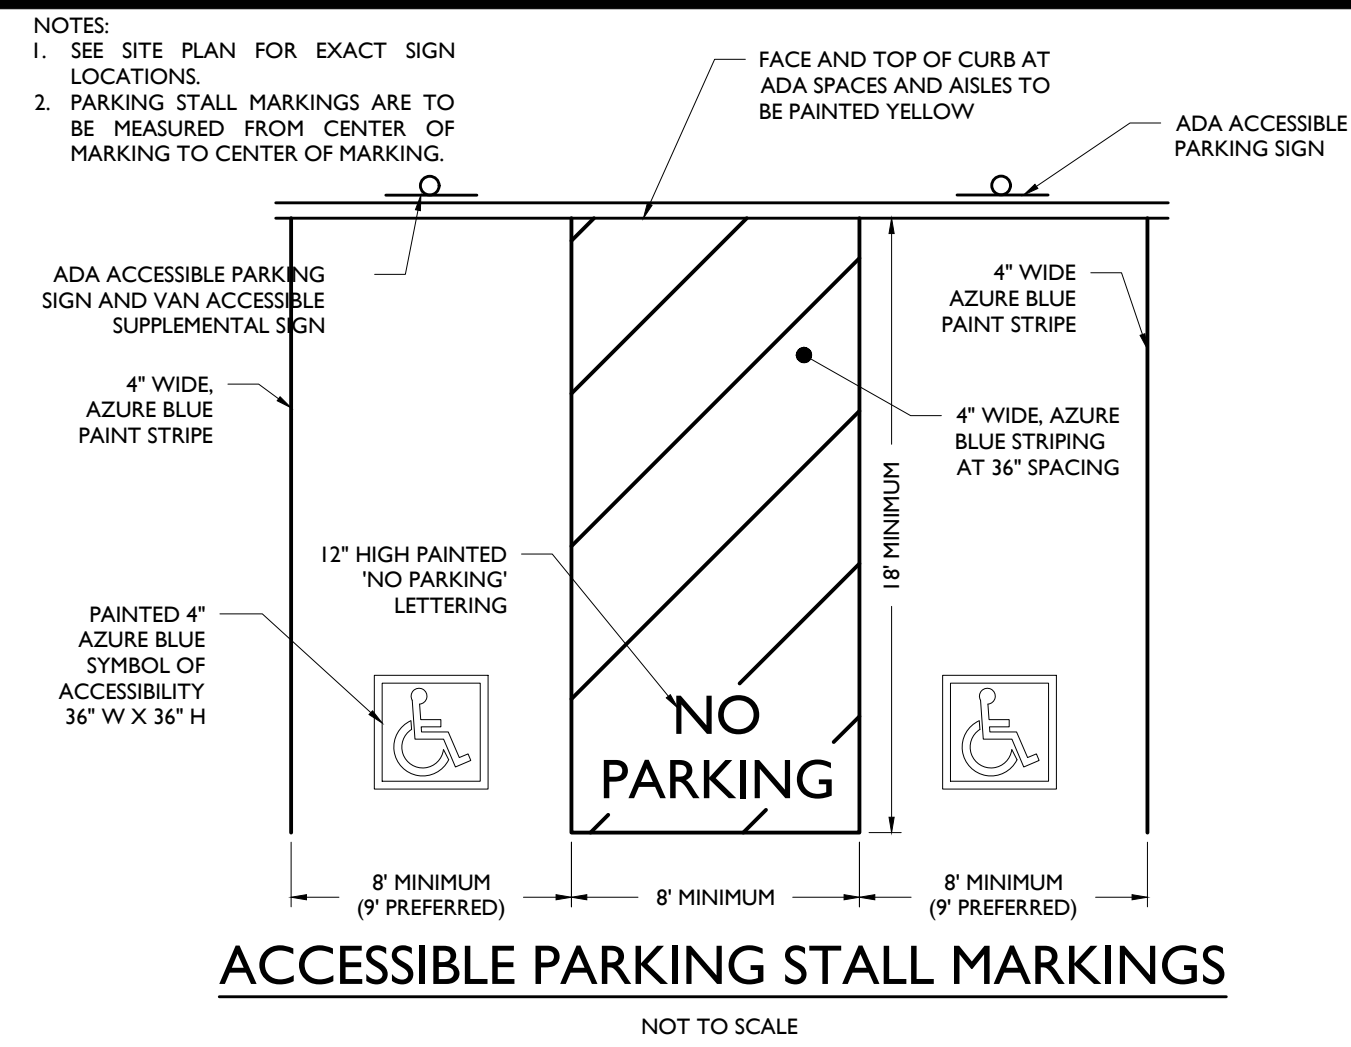 NOTES:
1. SEE SITE PLAN FOR EXACT SIGN
LOCATIONS.
2. PARKING STALL MARKINGS ARE TO
BE MEASURED FROM CENTER OF
MARKING TO CENTER OF MARKING.
FACE AND TOP OF CURB AT
ADA SPACES AND AISLES TO
BE PAINTED YELLOW
ADA ACCESSIBLE
PARKING SIGN
ADA ACCESSIBLE PARKING
SIGN AND VAN ACCESSIBLE
SUPPLEMENTAL SIGN
4" WIDE
AZURE BLUE
PAINT STRIPE
4" WIDE,
AZURE BLUE
PAINT STRIPE
4" WIDE, AZURE
BLUE STRIPING
AT 36" SPACING
18' MINIMUM
12" HIGH PAINTED
'NO PARKING'
LETTERING
PAINTED 4"
AZURE BLUE
SYMBOL OF
ACCESSIBILITY
36" W X 36" H
NO
PARKING
8' MINIMUM
(9' PREFERRED)
8' MINIMUM
8' MINIMUM
(9' PREFERRED)
ACCESSIBLE PARKING STALL MARKINGS
NOT TO SCALE